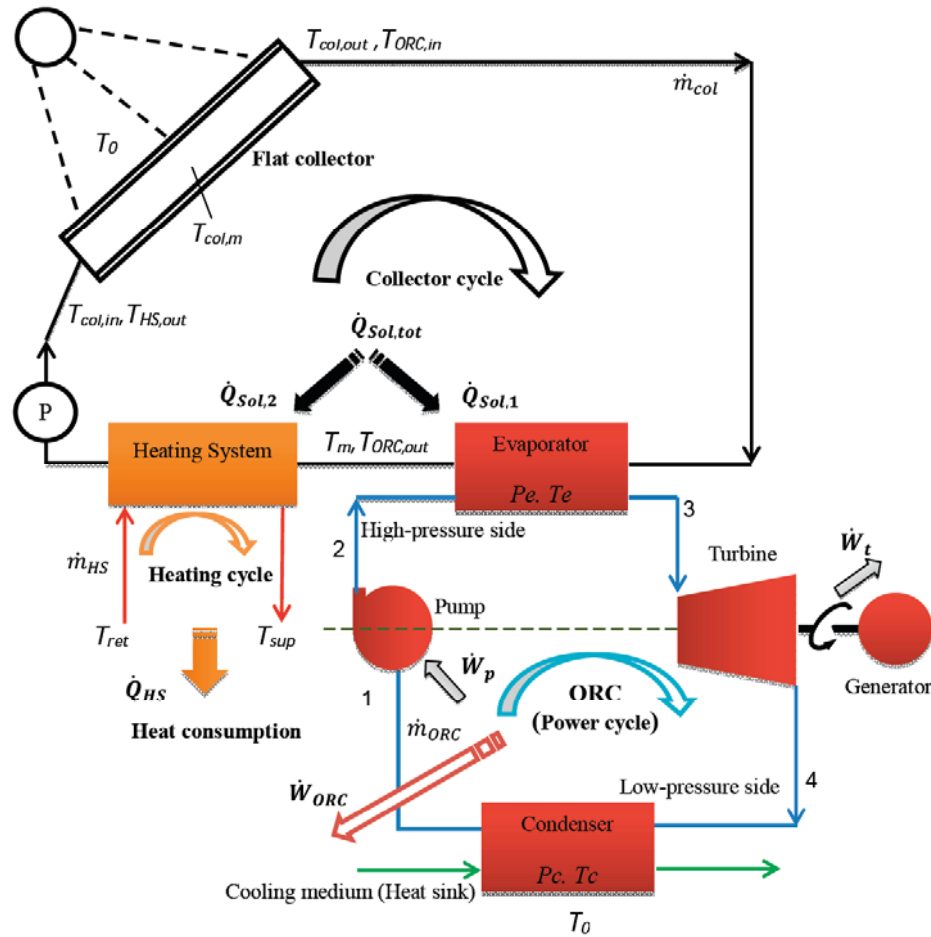 T_col,out , T_ORC,in
ṁ_col
T_0
Flat collector
T_col,m
Collector cycle
T_col,in, T_HS,out
Q̇_Sol,tot
Q̇_Sol,2
Q̇_Sol,1
P
Heating System
T_m, T_ORC,out
Evaporator
Pe. Te
2
High-pressure side
3
Turbine
Ẇ_t
ṁ_HS
Heating cycle
Pump
T_ret
T_sup
Ẇ_p
Generator
Q̇_HS
Heat consumption
1
ṁ_ORC
ORC
(Power cycle)
Ẇ_ORC
4
Low-pressure side
Condenser
Pc. Tc
Cooling medium (Heat sink)
T_0